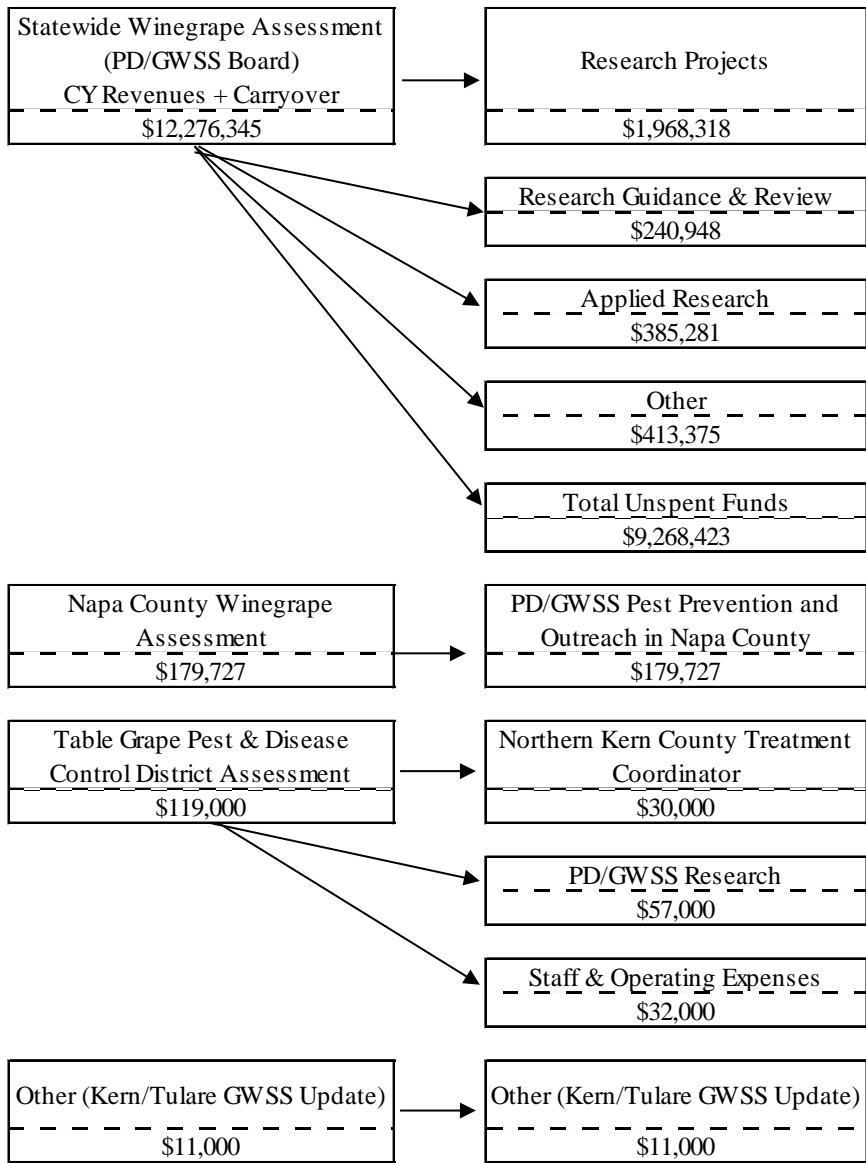 Statewide Winegrape Assessment
(PD/GWSS Board)
CY Revenues + Carryover
$12,276,345
Research Projects
$1,968,318
Research Guidance & Review
$240,948
Applied Research
$385,281
Other
$413,375
Total Unspent Funds
$9,268,423
Napa County Winegrape
Assessment
$179,727
PD/GWSS Pest Prevention and
Outreach in Napa County
$179,727
Table Grape Pest & Disease
Control District Assessment
$119,000
Northern Kern County Treatment
Coordinator
$30,000
PD/GWSS Research
$57,000
Staff & Operating Expenses
$32,000
Other (Kern/Tulare GWSS Update)
$11,000
Other (Kern/Tulare GWSS Update)
$11,000